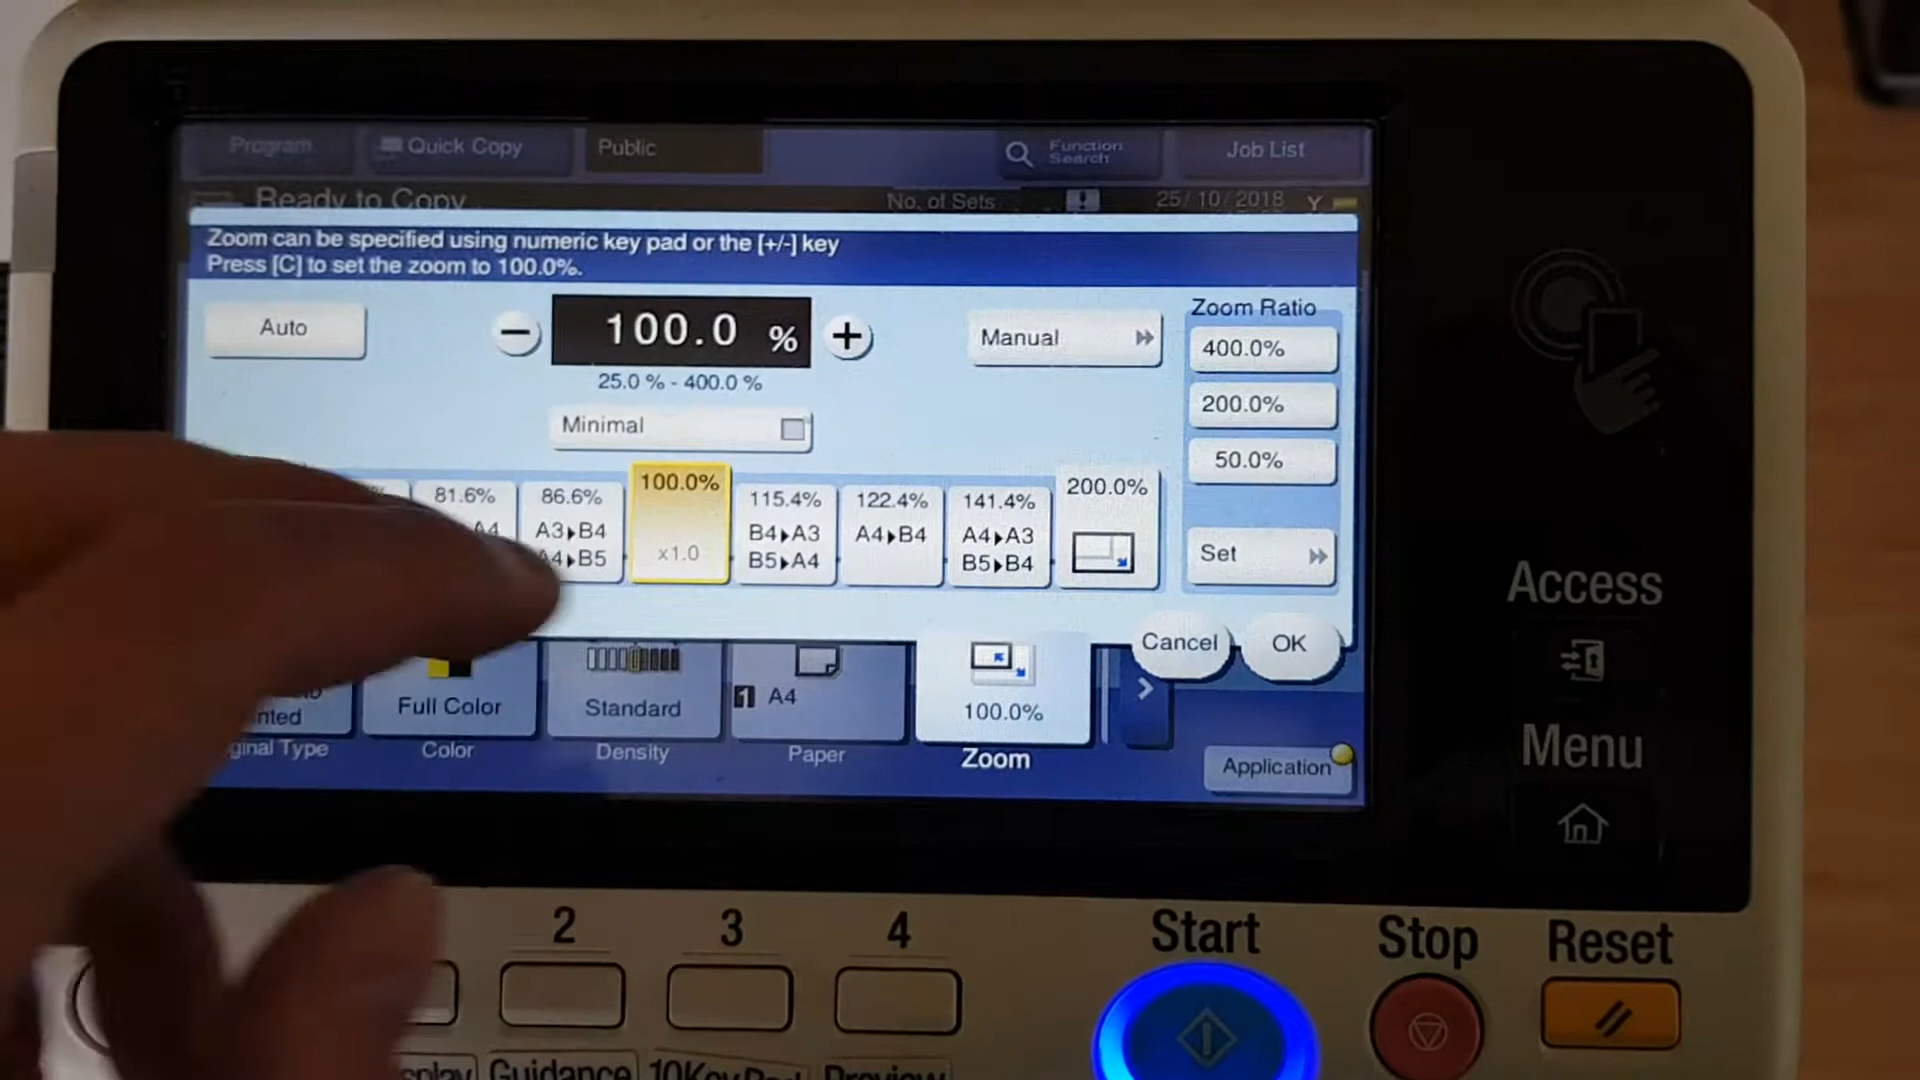 Program
Quick Copy
Public
Function
Search
Job List
Ready to Copy
No. of Sets
25/10/2018
Y
Zoom can be specified using numeric key pad or the [+/-] key
Press [C] to set the zoom to 100.0%.
Auto
−
100.0 %
+
25.0 % - 400.0 %
Manual
Minimal
Zoom Ratio
400.0%
200.0%
50.0%
Set
81.6%
A4
86.6%
A3▸B4
A4▸B5
100.0%
x1.0
115.4%
B4▸A3
B5▸A4
122.4%
A4▸B4
141.4%
A4▸A3
B5▸B4
200.0%
Cancel
OK
Full Color
Color
Standard
Density
1 A4
Paper
100.0%
Zoom
Type
Application
Access
Menu
2
3
4
Start
Stop
Reset
Guidance